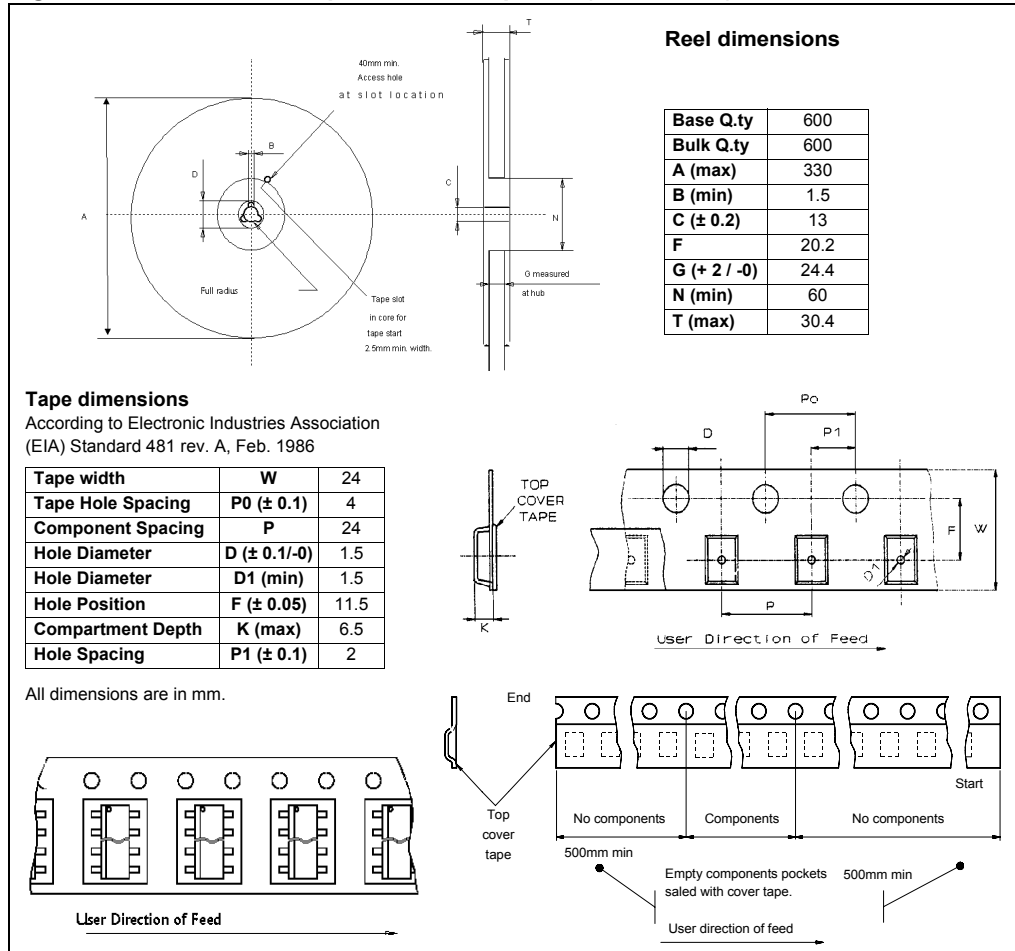 T
Reel dimensions
40mm min.
Access hole
at slot location
B
D
A
C
N
G measured
at hub
Full radius
Tape slot
in core for
tape start
2.5mm min. width.
Base Q.ty 600
Bulk Q.ty 600
A (max) 330
B (min) 1.5
C (± 0.2) 13
F 20.2
G (+ 2 / -0) 24.4
N (min) 60
T (max) 30.4
Tape dimensions
According to Electronic Industries Association
(EIA) Standard 481 rev. A, Feb. 1986
Tape width W 24
Tape Hole Spacing P0 (± 0.1) 4
Component Spacing P 24
Hole Diameter D (± 0.1/-0) 1.5
Hole Diameter D1 (min) 1.5
Hole Position F (± 0.05) 11.5
Compartment Depth K (max) 6.5
Hole Spacing P1 (± 0.1) 2
All dimensions are in mm.
Po
D
P1
TOP
COVER
TAPE
F
W
D1
K
P
User Direction of Feed
End
Start
Top
cover
tape
No components
Components
No components
500mm min
Empty components pockets
saled with cover tape.
500mm min
User direction of feed
User Direction of Feed